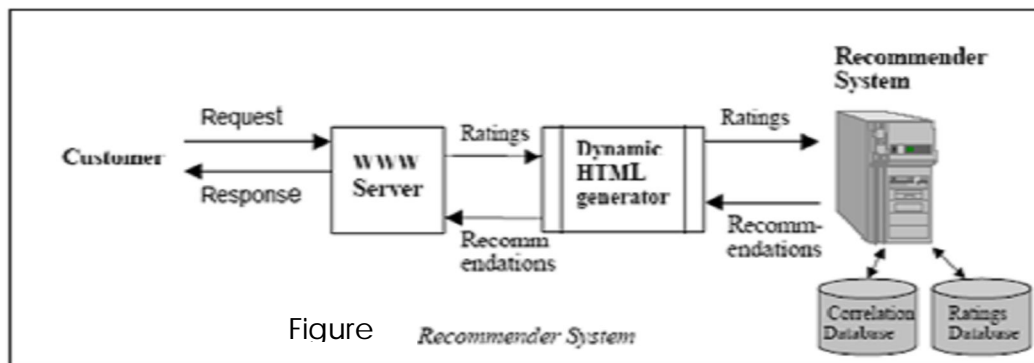 Recommender
System
Request
Ratings
Ratings
Customer
WWW
Server
Dynamic
HTML
generator
Response
Recomm
endations
Recomm-
endations
Correlation
Database
Ratings
Database
Figure
Recommender System